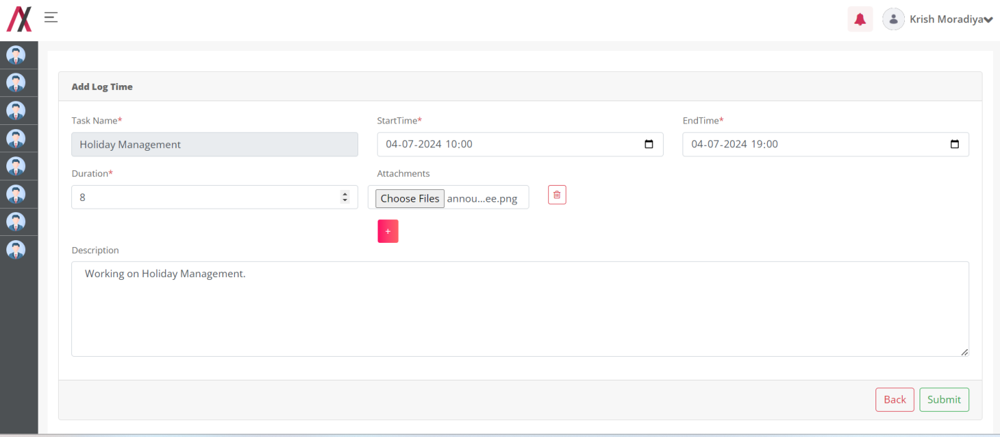 Krish Moradiya
Add Log Time
Task Name*
StartTime*
EndTime*
Holiday Management
04-07-2024 10:00
04-07-2024 19:00
Duration*
Attachments
8
Choose Files annou...ee.png
+
Description
Working on Holiday Management.
Back
Submit